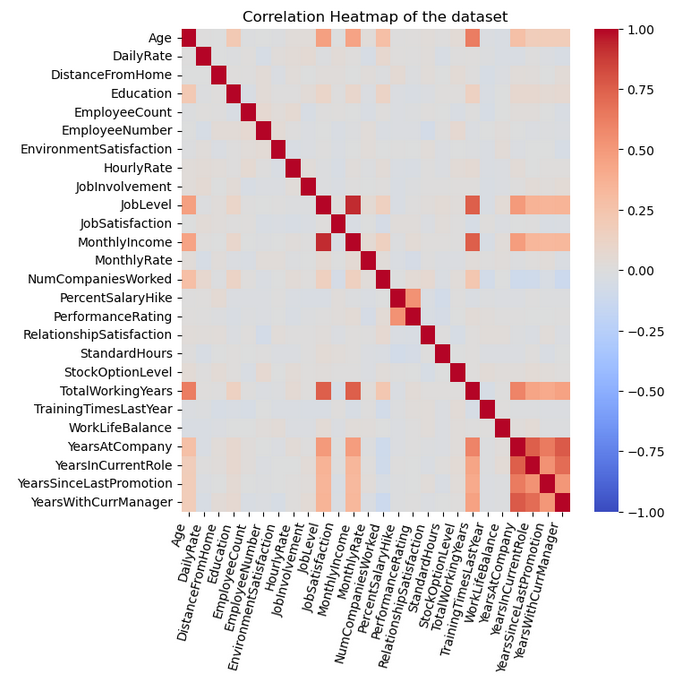 Correlation Heatmap of the dataset
Age
DailyRate
DistanceFromHome
Education
EmployeeCount
EmployeeNumber
EnvironmentSatisfaction
HourlyRate
JobInvolvement
JobLevel
JobSatisfaction
MonthlyIncome
MonthlyRate
NumCompaniesWorked
PercentSalaryHike
PerformanceRating
RelationshipSatisfaction
StandardHours
StockOptionLevel
TotalWorkingYears
TrainingTimesLastYear
WorkLifeBalance
YearsAtCompany
YearsInCurrentRole
YearsSinceLastPromotion
YearsWithCurrManager
Age
DailyRate
DistanceFromHome
Education
EmployeeCount
EmployeeNumber
EnvironmentSatisfaction
HourlyRate
JobInvolvement
JobLevel
JobSatisfaction
MonthlyIncome
MonthlyRate
NumCompaniesWorked
PercentSalaryHike
PerformanceRating
RelationshipSatisfaction
StandardHours
StockOptionLevel
TotalWorkingYears
TrainingTimesLastYear
WorkLifeBalance
YearsAtCompany
YearsInCurrentRole
YearsSinceLastPromotion
YearsWithCurrManager
1.00
0.75
0.50
0.25
0.00
−0.25
−0.50
−0.75
−1.00